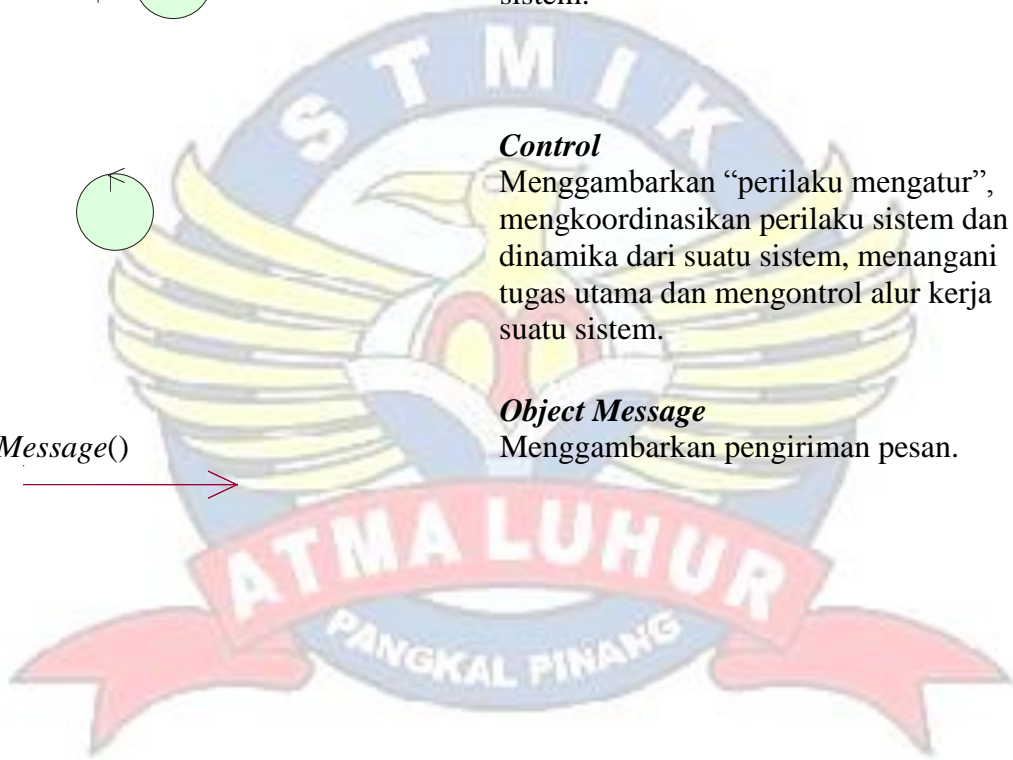 sistem.
STMIK
Control
Menggambarkan “perilaku mengatur”,
mengkoordinasikan perilaku sistem dan
dinamika dari suatu sistem, menangani
tugas utama dan mengontrol alur kerja
suatu sistem.
Object Message
Message()
Menggambarkan pengiriman pesan.
ATMA LUHUR
PANGKAL PINANG